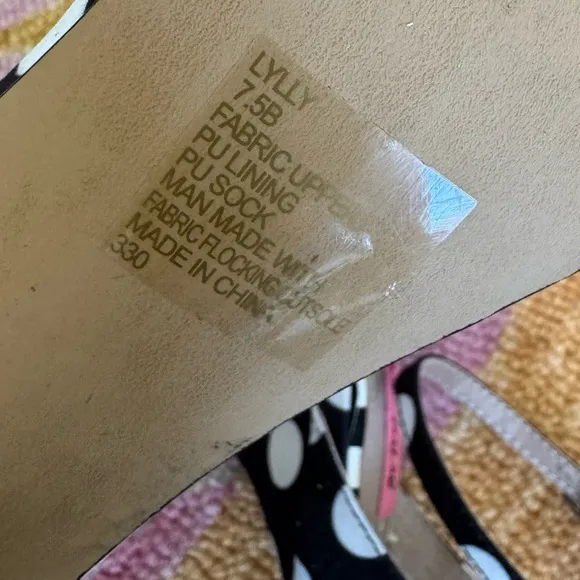 LYLLY
7.5B
FABRIC UPPER
PU LINING
PU SOCK
MAN MADE WITH
FABRIC FLOCKING OUTSOLE
MADE IN CHINA
330